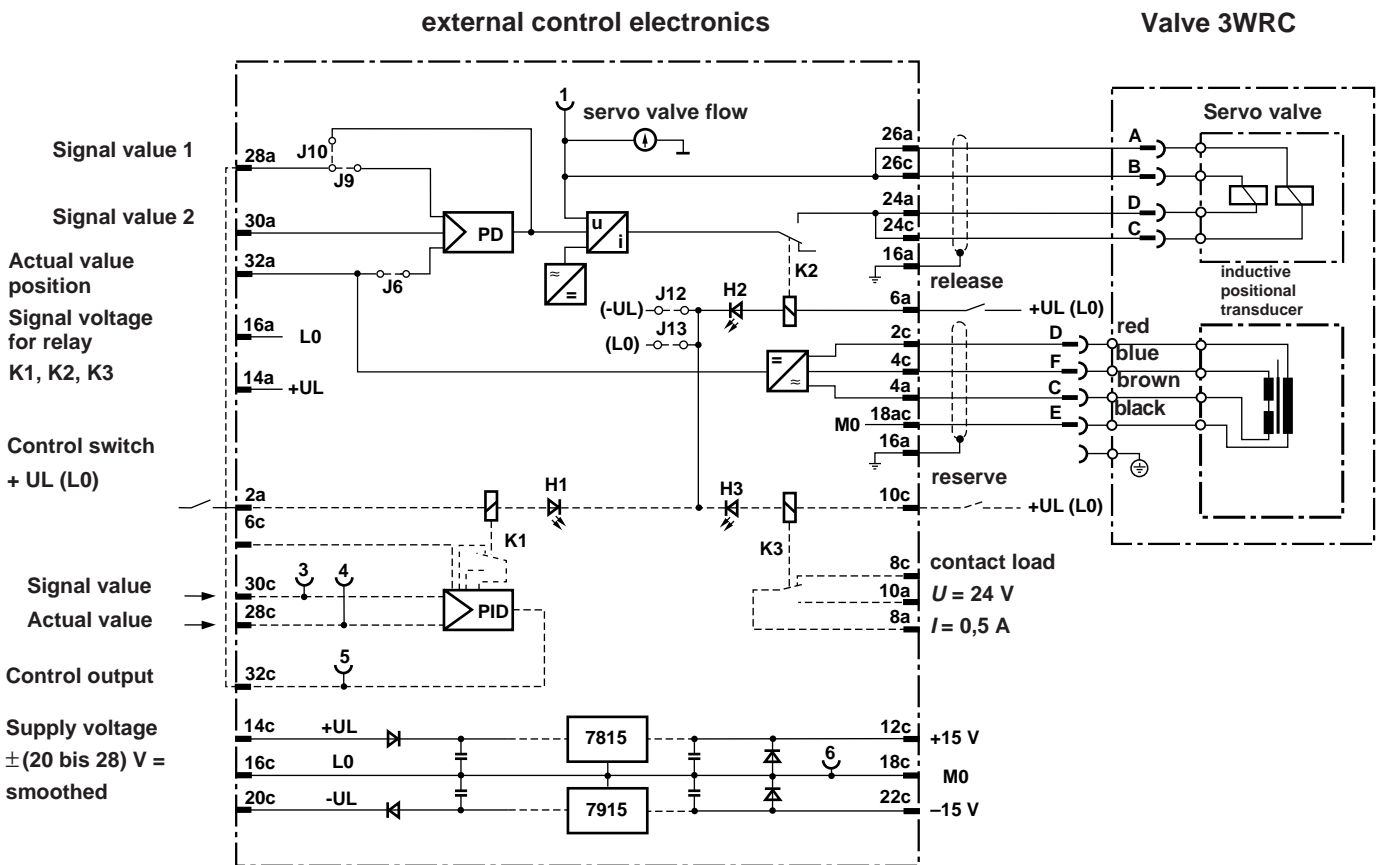 external control electronics
Valve 3WRC
1
servo valve flow
Servo valve
Signal value 1
28a
J10
J9
26a
26c
A
B
Signal value 2
30a
PD
u
i
≈
=
24a
24c
D
C
Actual value
position
32a
J6
K2
16a
release
inductive
positional
transducer
Signal voltage
for relay
K1, K2, K3
16a
L0
14a
+UL
(-UL)
J12
H2
(L0)
J13
6a
+UL (L0)
2c
D
red
=
≈
4c
F
blue
4a
C
brown
M0
18ac
E
black
16a
Control switch
+ UL (L0)
2a
6c
H1
H3
reserve
10c
+UL (L0)
K1
K3
8c
contact load
10a
U = 24 V
8a
I = 0,5 A
Signal value
30c
3
4
Actual value
28c
PID
Control output
32c
5
Supply voltage
± (20 bis 28) V =
smoothed
14c
+UL
7815
12c
+15 V
16c
L0
6
18c
M0
20c
-UL
7915
22c
–15 V